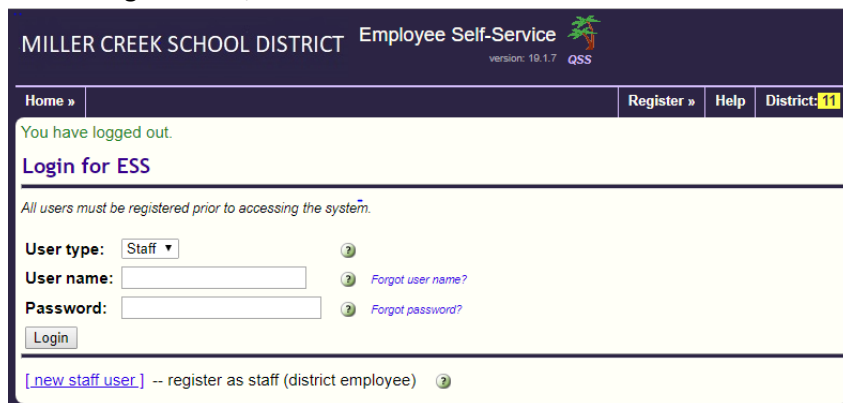 MILLER CREEK SCHOOL DISTRICT Employee Self-Service
version: 19.1.7 QSS
Home » Register » Help District: 11
You have logged out.
Login for ESS
All users must be registered prior to accessing the system.
User type: Staff ▼ ?
User name: ? Forgot user name?
Password: ? Forgot password?
Login
[ new staff user ] -- register as staff (district employee) ?